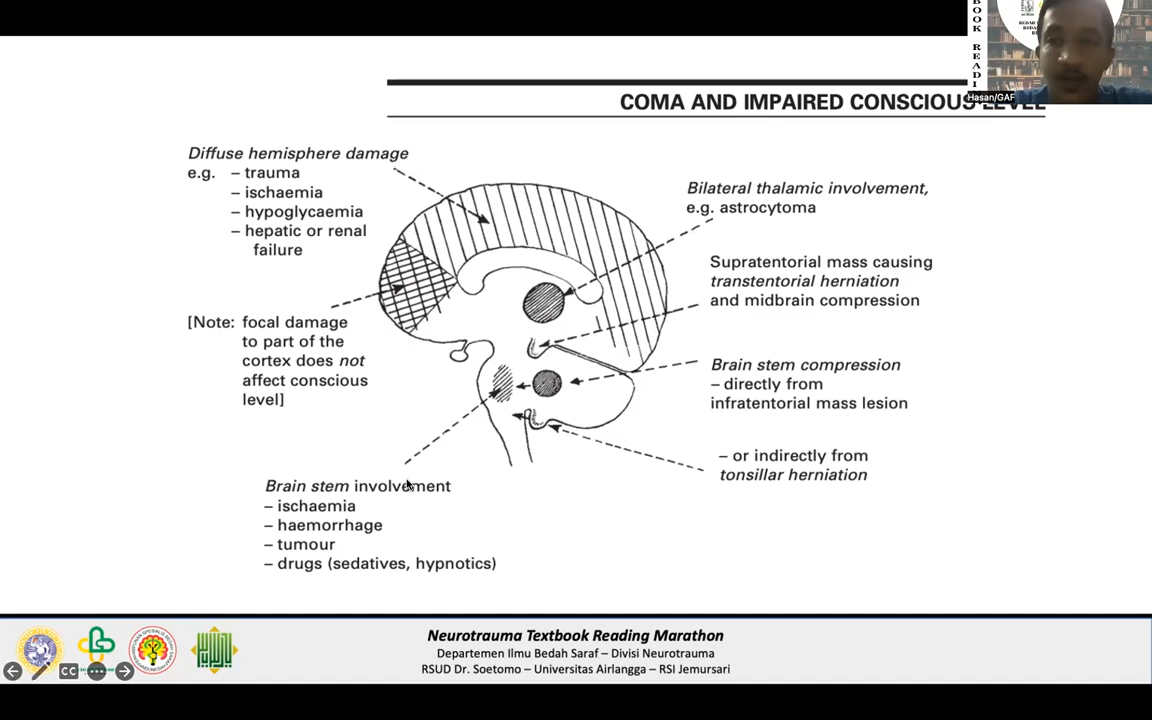 BOOK READI
Hasan/GAF
COMA AND IMPAIRED CONSCIOUS LEVEL
Diffuse hemisphere damage
e.g. – trauma
– ischaemia
– hypoglycaemia
– hepatic or renal
failure
Bilateral thalamic involvement,
e.g. astrocytoma
Supratentorial mass causing
transtentorial herniation
and midbrain compression
[Note: focal damage
to part of the
cortex does not
affect conscious
level]
Brain stem compression
– directly from
infratentorial mass lesion
– or indirectly from
tonsillar herniation
Brain stem involvement
– ischaemia
– haemorrhage
– tumour
– drugs (sedatives, hypnotics)
Neurotrauma Textbook Reading Marathon
Departemen Ilmu Bedah Saraf – Divisi Neurotrauma
RSUD Dr. Soetomo – Universitas Airlangga – RSI Jemursari
CC